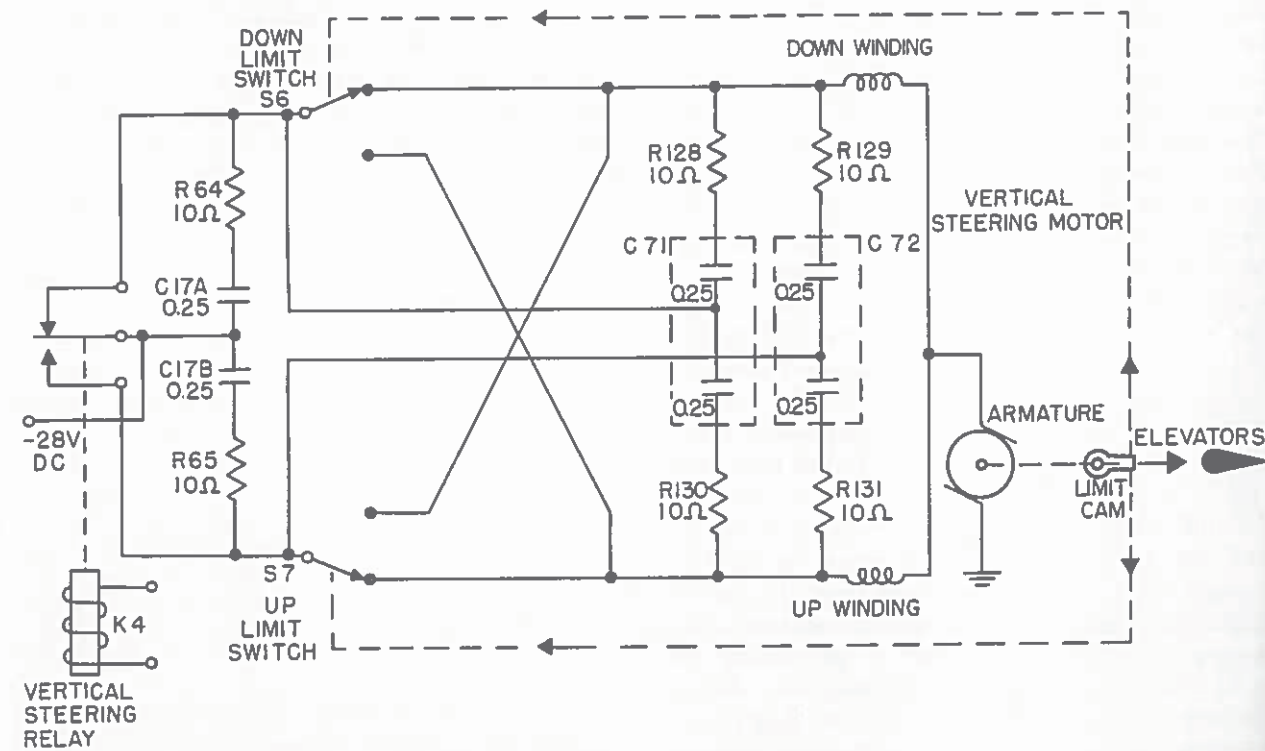 DOWN
LIMIT
SWITCH
S6
DOWN WINDING
R64
10Ω
R128
10Ω
R129
10Ω
VERTICAL
STEERING MOTOR
C71
C72
C17A
0.25
0.25
0.25
C17B
0.25
0.25
0.25
-28V
DC
ARMATURE
ELEVATORS
R65
10Ω
R130
10Ω
R131
10Ω
LIMIT
CAM
S7
UP
LIMIT
SWITCH
UP WINDING
K4
VERTICAL
STEERING
RELAY